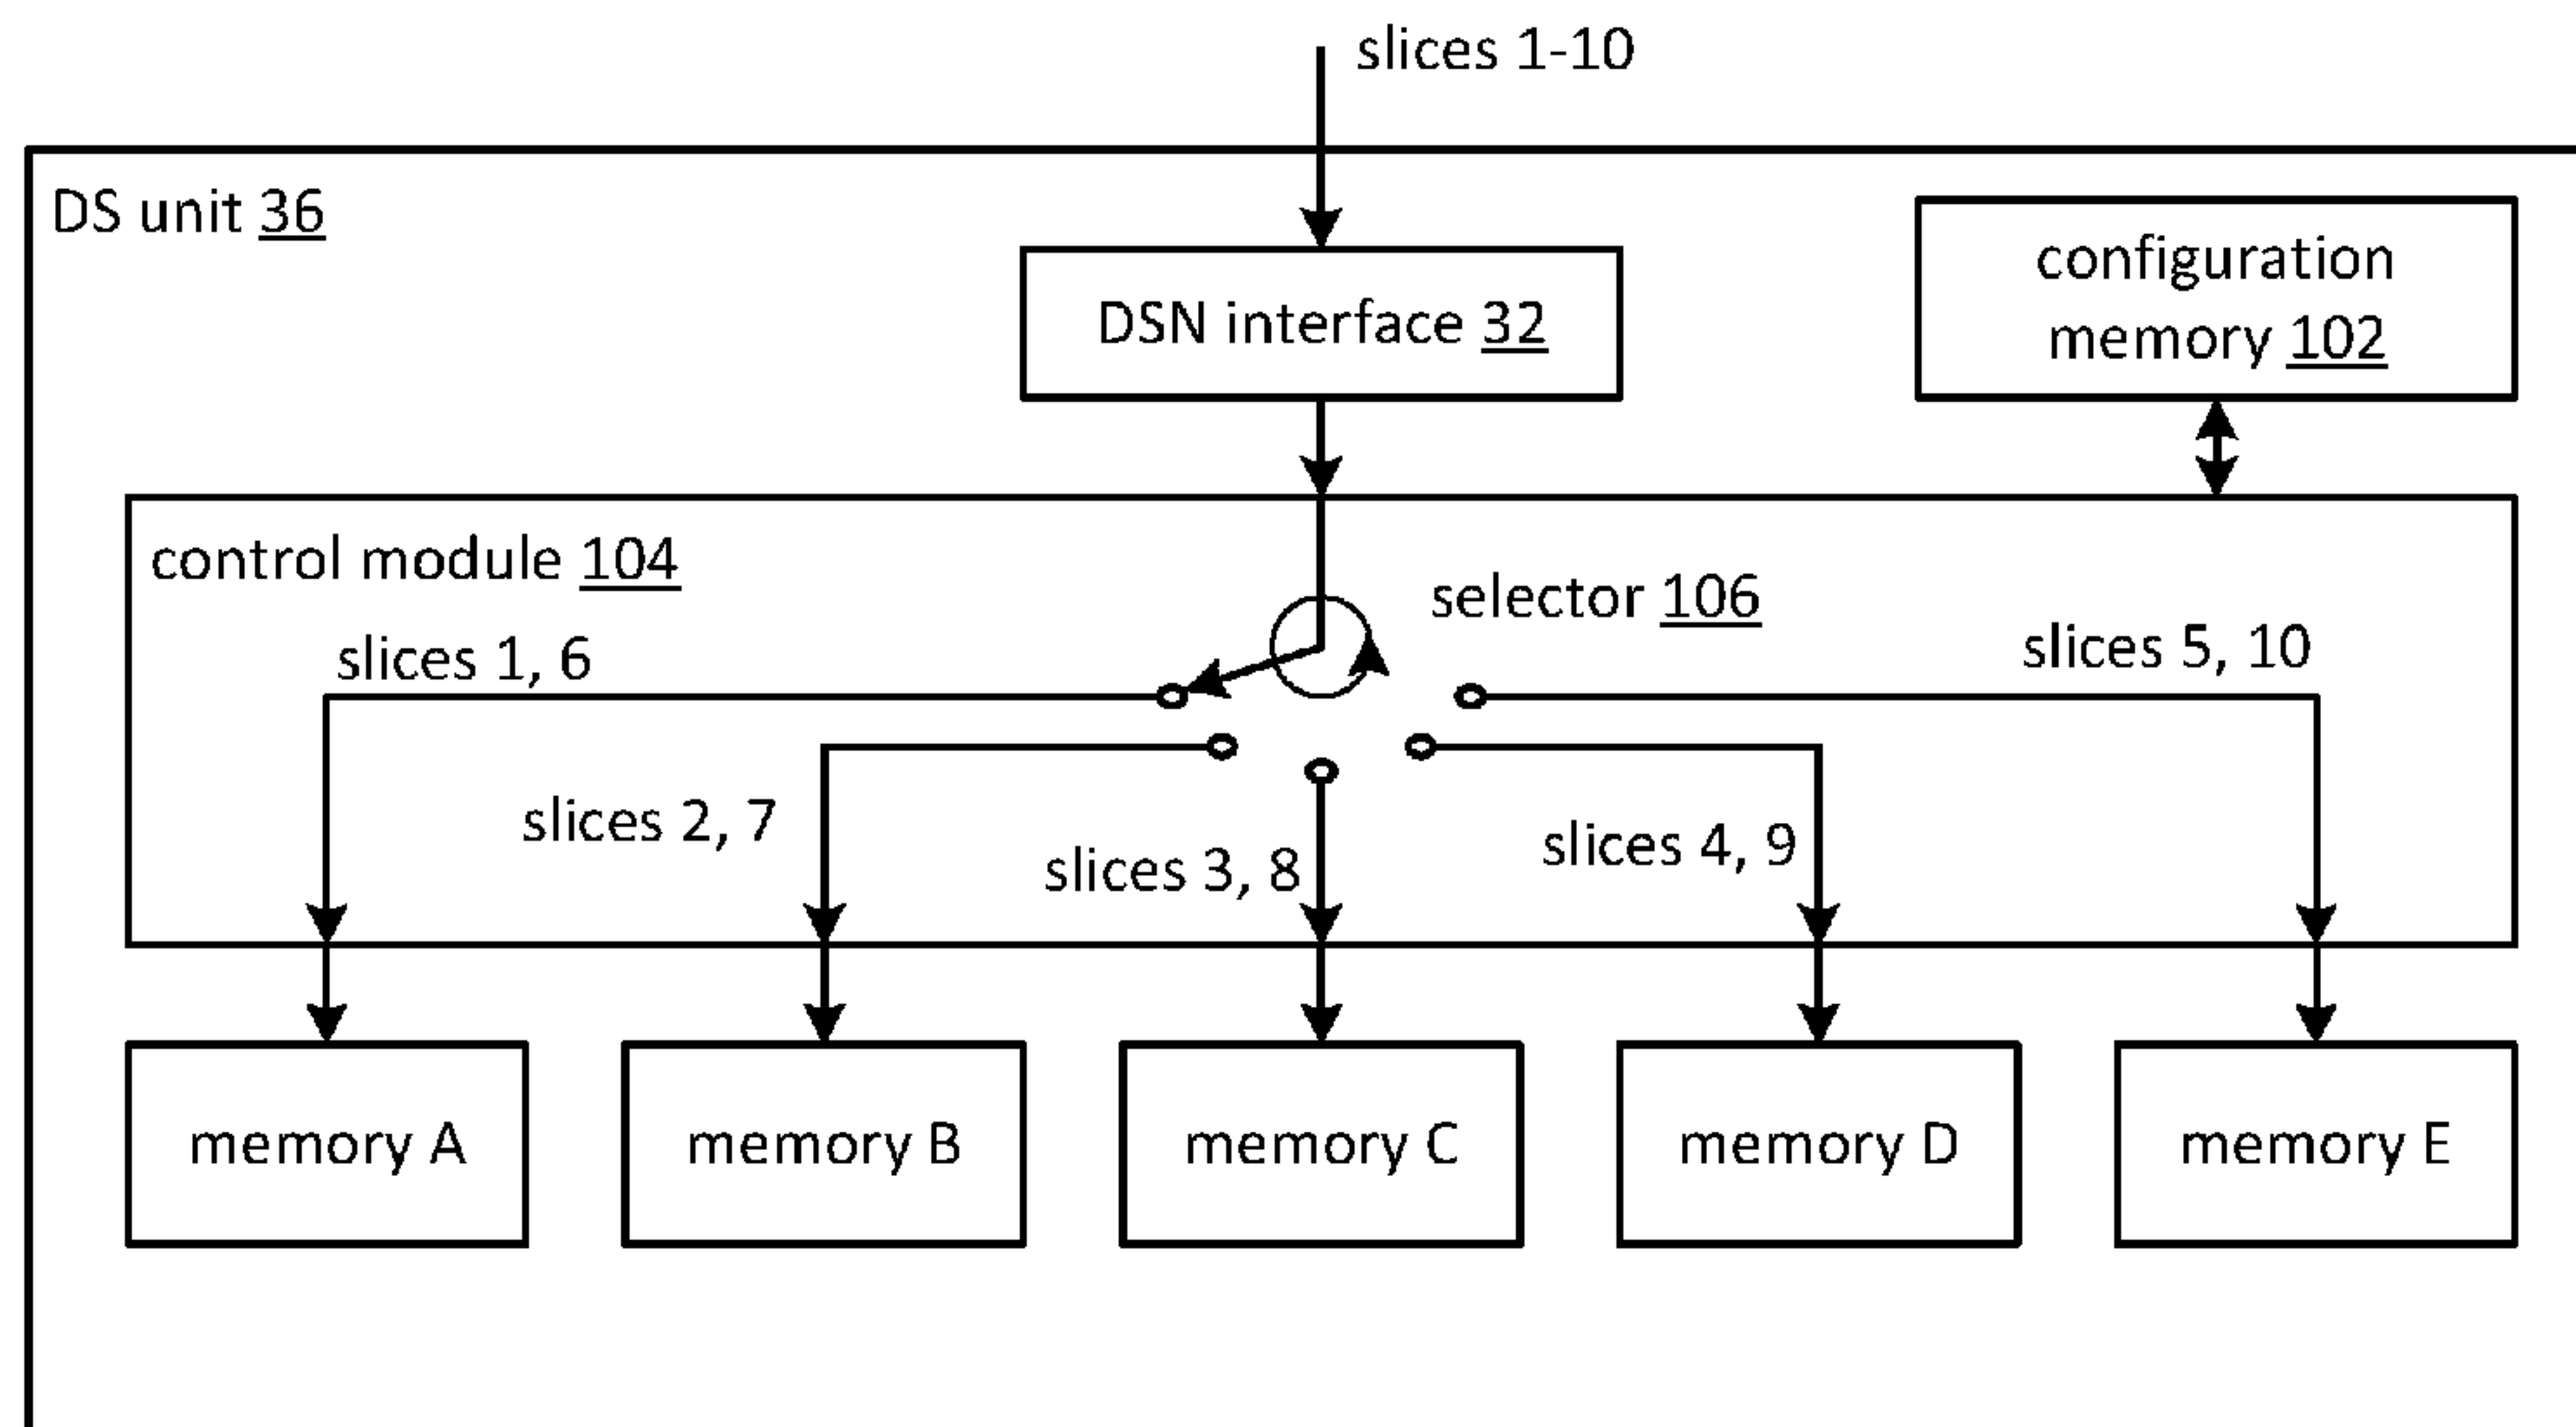 slices 1-10
DS unit 36
DSN interface 32
configuration
memory 102
control module 104
selector 106
slices 1, 6
slices 5, 10
slices 2, 7
slices 3, 8
slices 4, 9
memory A
memory B
memory C
memory D
memory E